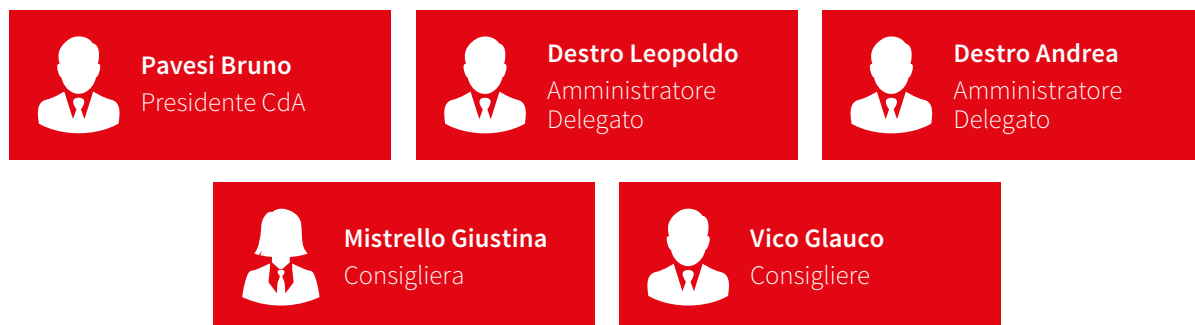 Pavesi Bruno
Presidente CdA
Destro Leopoldo
Amministratore
Delegato
Destro Andrea
Amministratore
Delegato
Mistrello Giustina
Consigliera
Vico Glauco
Consigliere